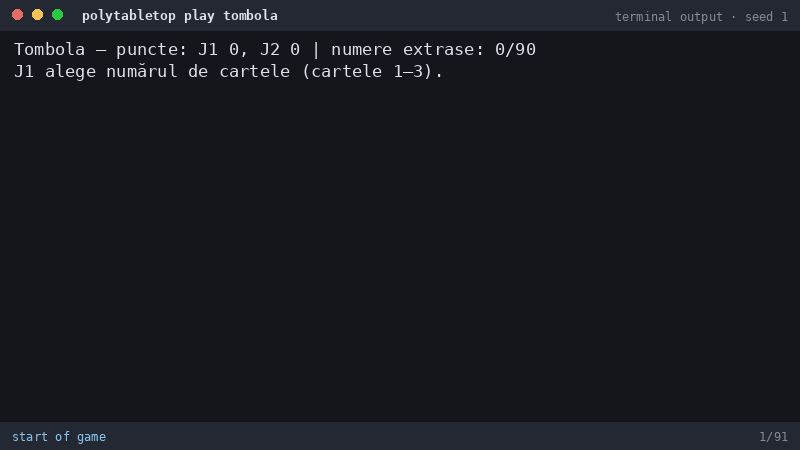 polytabletop play tombola
terminal output · seed 1
Tombola — puncte: J1 0, J2 0 | numere extrase: 0/90
J1 alege numărul de cartele (cartele 1–3).
start of game
1/91